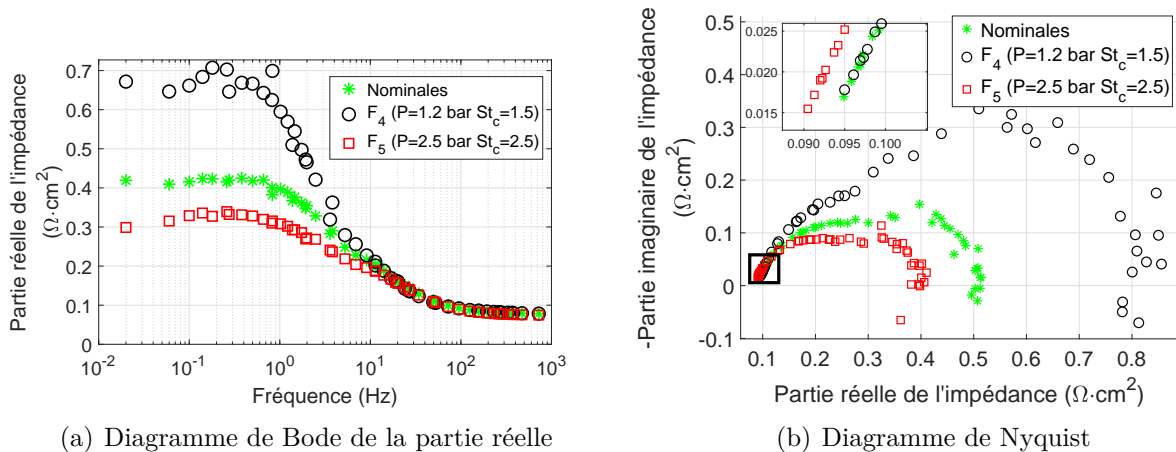 Partie réelle de l'impédance
(Ω·cm²)
0.7
0.6
0.5
0.4
0.3
0.2
0.1
0
10⁻² 10⁻¹ 10⁰ 10¹ 10² 10³
Fréquence (Hz)
Nominales
F₄ (P=1.2 bar St_c=1.5)
F₅ (P=2.5 bar St_c=2.5)
(a) Diagramme de Bode de la partie réelle
-Partie imaginaire de l'impédance
(Ω·cm²)
0.5
0.4
0.3
0.2
0.1
0
-0.1
0.1 0.2 0.3 0.4 0.5 0.6 0.7 0.8
Partie réelle de l'impédance (Ω·cm²)
0.025
0.020
0.015
0.090 0.095 0.100
Nominales
F₄ (P=1.2 bar St_c=1.5)
F₅ (P=2.5 bar St_c=2.5)
(b) Diagramme de Nyquist